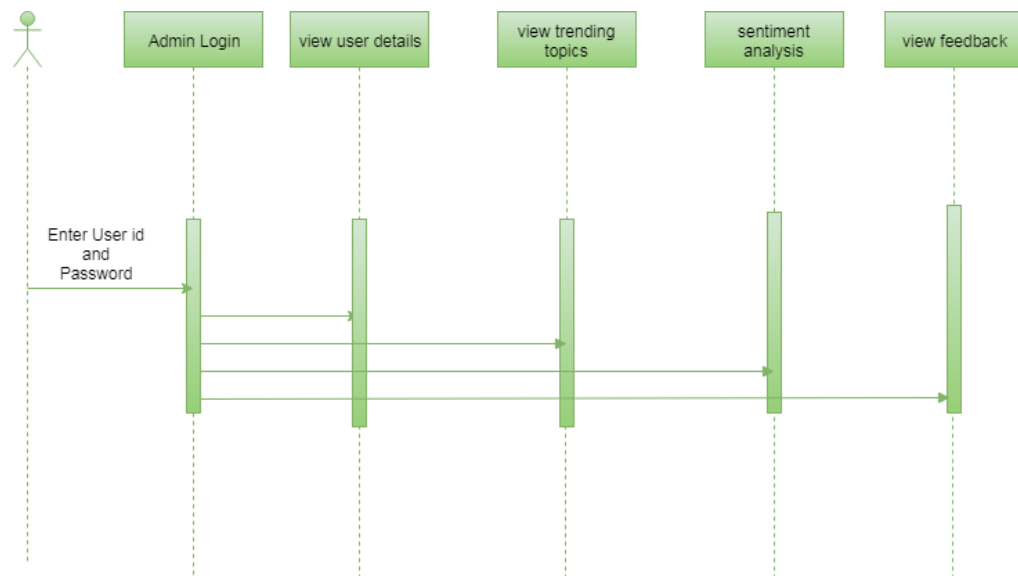 Admin Login
view user details
view trending
topics
sentiment
analysis
view feedback
Enter User id
and
Password